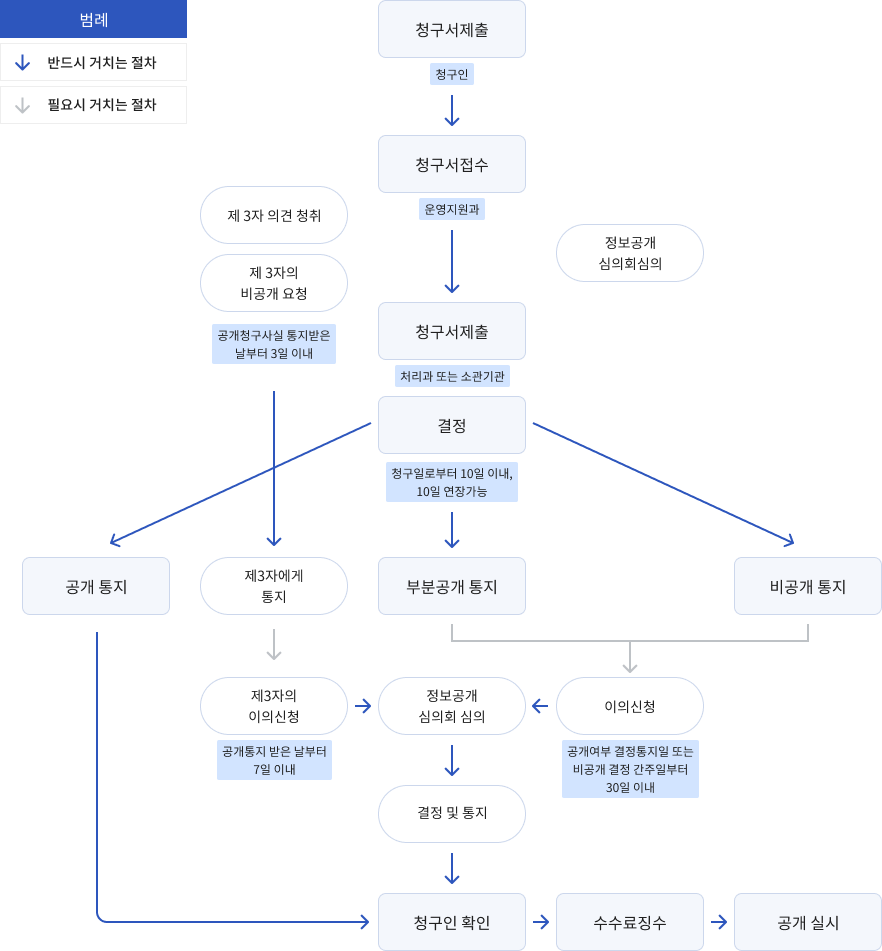 범례
반드시 거치는 절차
필요시 거치는 절차
청구서제출
청구인
청구서접수
운영지원과
제 3자 의견 청취
제 3자의
비공개 요청
공개청구사실 통지받은
날부터 3일 이내
정보공개
심의회심의
청구서제출
처리과 또는 소관기관
결정
청구일로부터 10일 이내,
10일 연장가능
공개 통지
제3자에게
통지
부분공개 통지
비공개 통지
제3자의
이의신청
공개통지 받은 날부터
7일 이내
정보공개
심의회 심의
이의신청
공개여부 결정통지일 또는
비공개 결정 간주일부터
30일 이내
결정 및 통지
청구인 확인
수수료징수
공개 실시